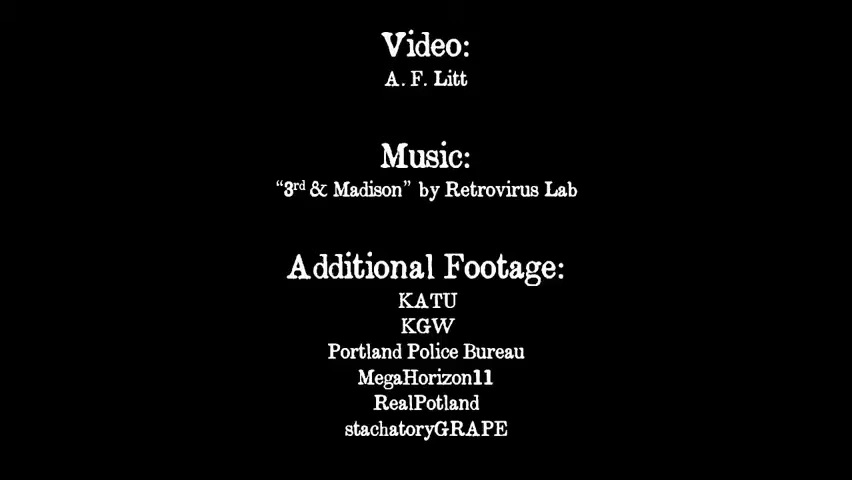 Video:
A. F. Litt
Music:
“3rd & Madison” by Retrovirus Lab
Additional Footage:
KATU
KGW
Portland Police Bureau
MegaHorizon11
RealPotland
stachatoryGRAPE